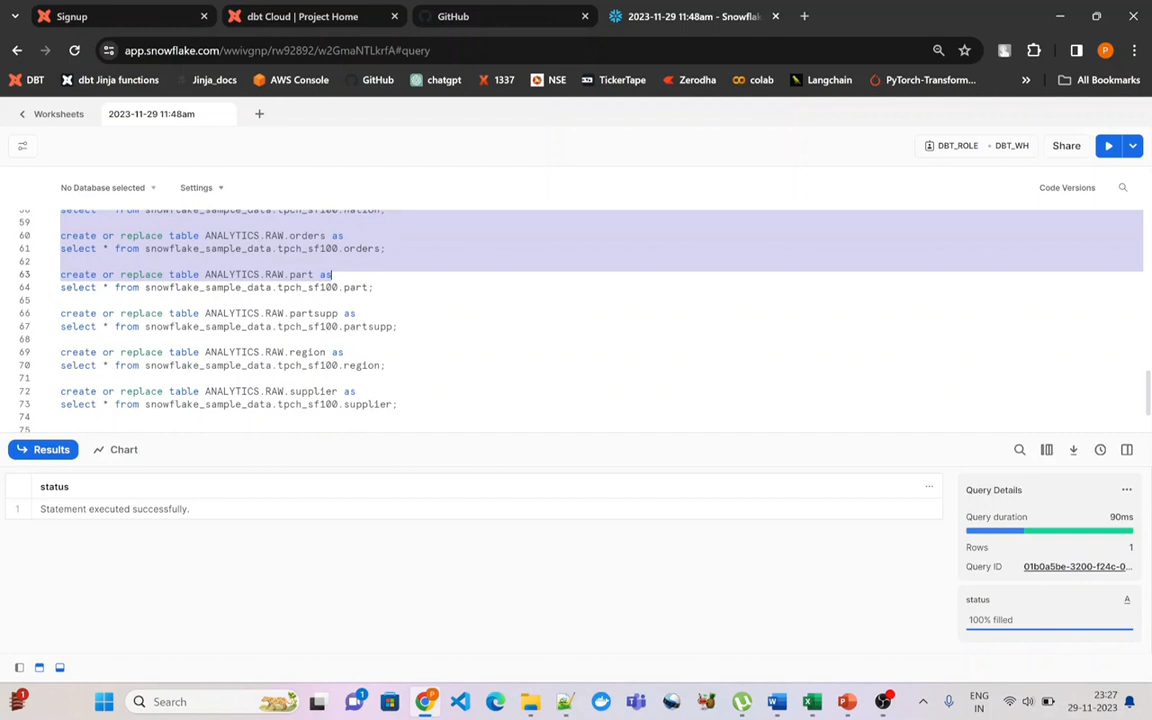 Signup
dbt Cloud | Project Home
GitHub
2023-11-29 11:48am - Snowflak
app.snowflake.com/wwivgnp/rw92892/w2GmaNTLkrfA#query
P
DBT
dbt Jinja functions
Jinja_docs
AWS Console
GitHub
chatgpt
1337
NSE
TickerTape
Zerodha
colab
Langchain
PyTorch-Transform...
All Bookmarks
Worksheets
2023-11-29 11:48am
DBT_ROLE
DBT_WH
Share
No Database selected
Settings
Code Versions
58 select * from snowflake_sample_data.tpch_sf100.nation;
59
60 create or replace table ANALYTICS.RAW.orders as
61 select * from snowflake_sample_data.tpch_sf100.orders;
62
63 create or replace table ANALYTICS.RAW.part as
64 select * from snowflake_sample_data.tpch_sf100.part;
65
66 create or replace table ANALYTICS.RAW.partsupp as
67 select * from snowflake_sample_data.tpch_sf100.partsupp;
68
69 create or replace table ANALYTICS.RAW.region as
70 select * from snowflake_sample_data.tpch_sf100.region;
71
72 create or replace table ANALYTICS.RAW.supplier as
73 select * from snowflake_sample_data.tpch_sf100.supplier;
74
75
Results
Chart
status
1 Statement executed successfully.
Query Details
Query duration 90ms
Rows 1
Query ID 01b0a5be-3200-f24c-0...
status A
100% filled
Search
ENG
IN
23:27
29-11-2023